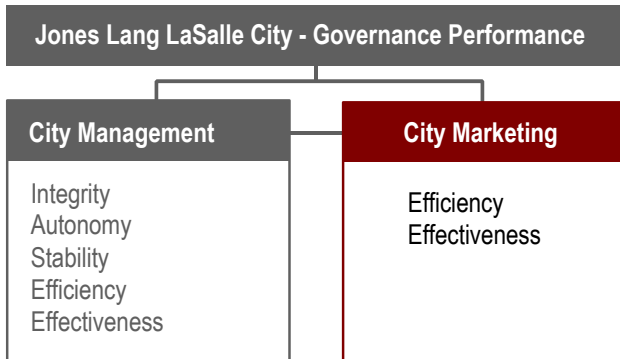 Jones Lang LaSalle City - Governance Performance
City Management
Integrity
Autonomy
Stability
Efficiency
Effectiveness
City Marketing
Efficiency
Effectiveness